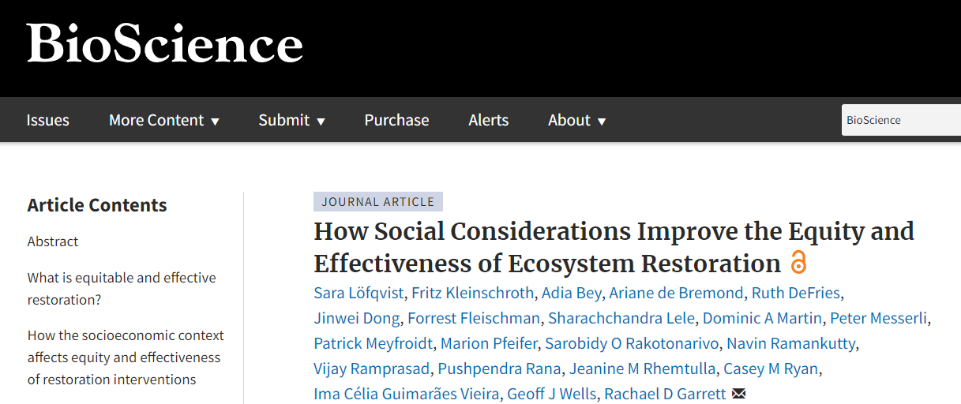 BioScience
Issues More Content ▼ Submit ▼ Purchase Alerts About ▼ BioScience
Article Contents
Abstract
What is equitable and effective
restoration?
How the socioeconomic context
affects equity and effectiveness
of restoration interventions
JOURNAL ARTICLE
How Social Considerations Improve the Equity and
Effectiveness of Ecosystem Restoration
Sara Löfqvist, Fritz Kleinschroth, Adia Bey, Ariane de Bremond, Ruth DeFries,
Jinwei Dong, Forrest Fleischman, Sharachchandra Lele, Dominic A Martin, Peter Messerli,
Patrick Meyfroidt, Marion Pfeifer, Sarobidy O Rakotonarivo, Navin Ramankutty,
Vijay Ramprasad, Pushpendra Rana, Jeanine M Rhemtulla, Casey M Ryan,
Ima Célia Guimarães Vieira, Geoff J Wells, Rachael D Garrett